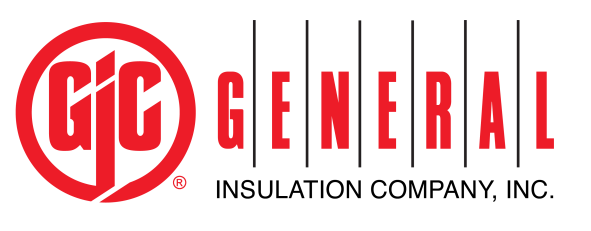 GIC
GENERAL
®
INSULATION COMPANY, INC.